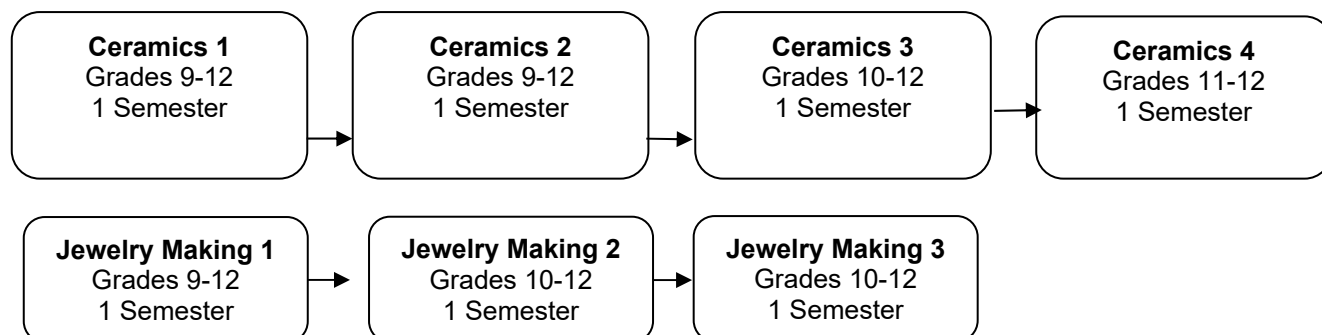 Ceramics 1
Grades 9-12
1 Semester
Ceramics 2
Grades 9-12
1 Semester
Ceramics 3
Grades 10-12
1 Semester
Ceramics 4
Grades 11-12
1 Semester
Jewelry Making 1
Grades 9-12
1 Semester
Jewelry Making 2
Grades 10-12
1 Semester
Jewelry Making 3
Grades 10-12
1 Semester